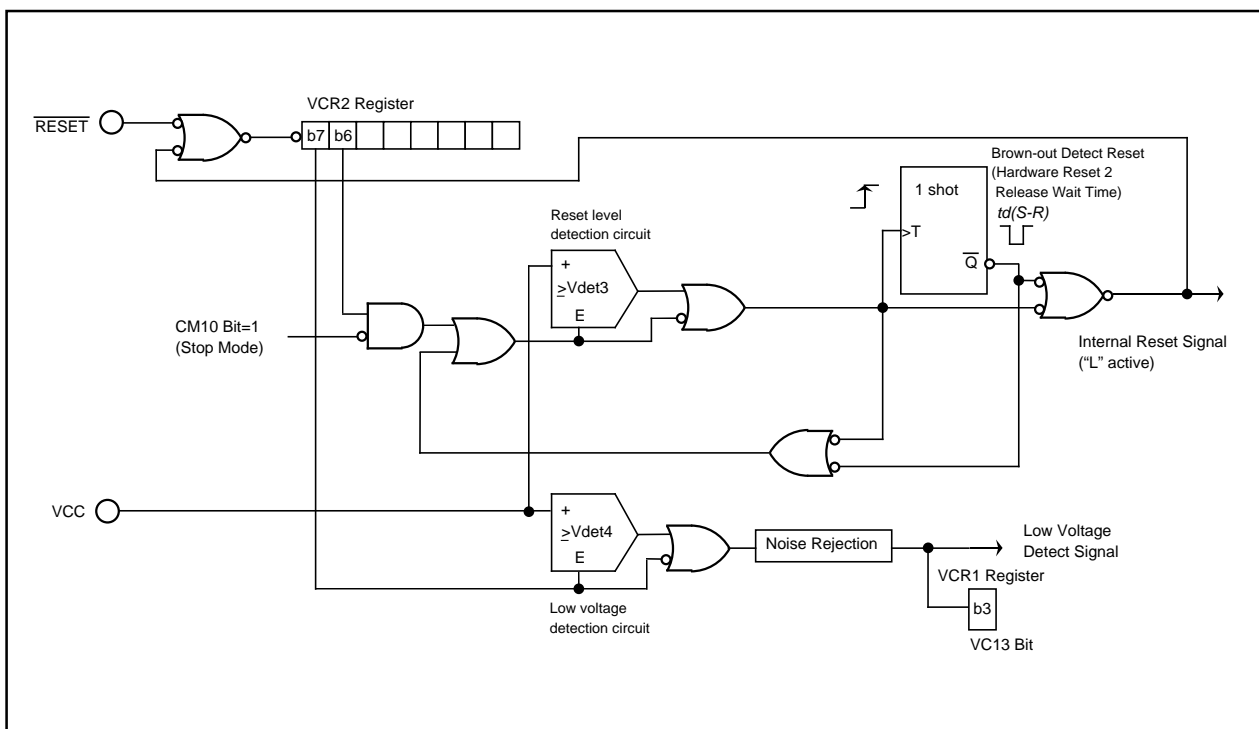 VCR2 Register
RESET
b7 b6
Brown-out Detect Reset
(Hardware Reset 2
Release Wait Time)
td(S-R)
1 shot
>T
Q
Reset level
detection circuit
+
≥Vdet3
E
CM10 Bit=1
(Stop Mode)
Internal Reset Signal
(“L” active)
VCC
+
≥Vdet4
E
Low voltage
detection circuit
Noise Rejection
Low Voltage
Detect Signal
VCR1 Register
b3
VC13 Bit